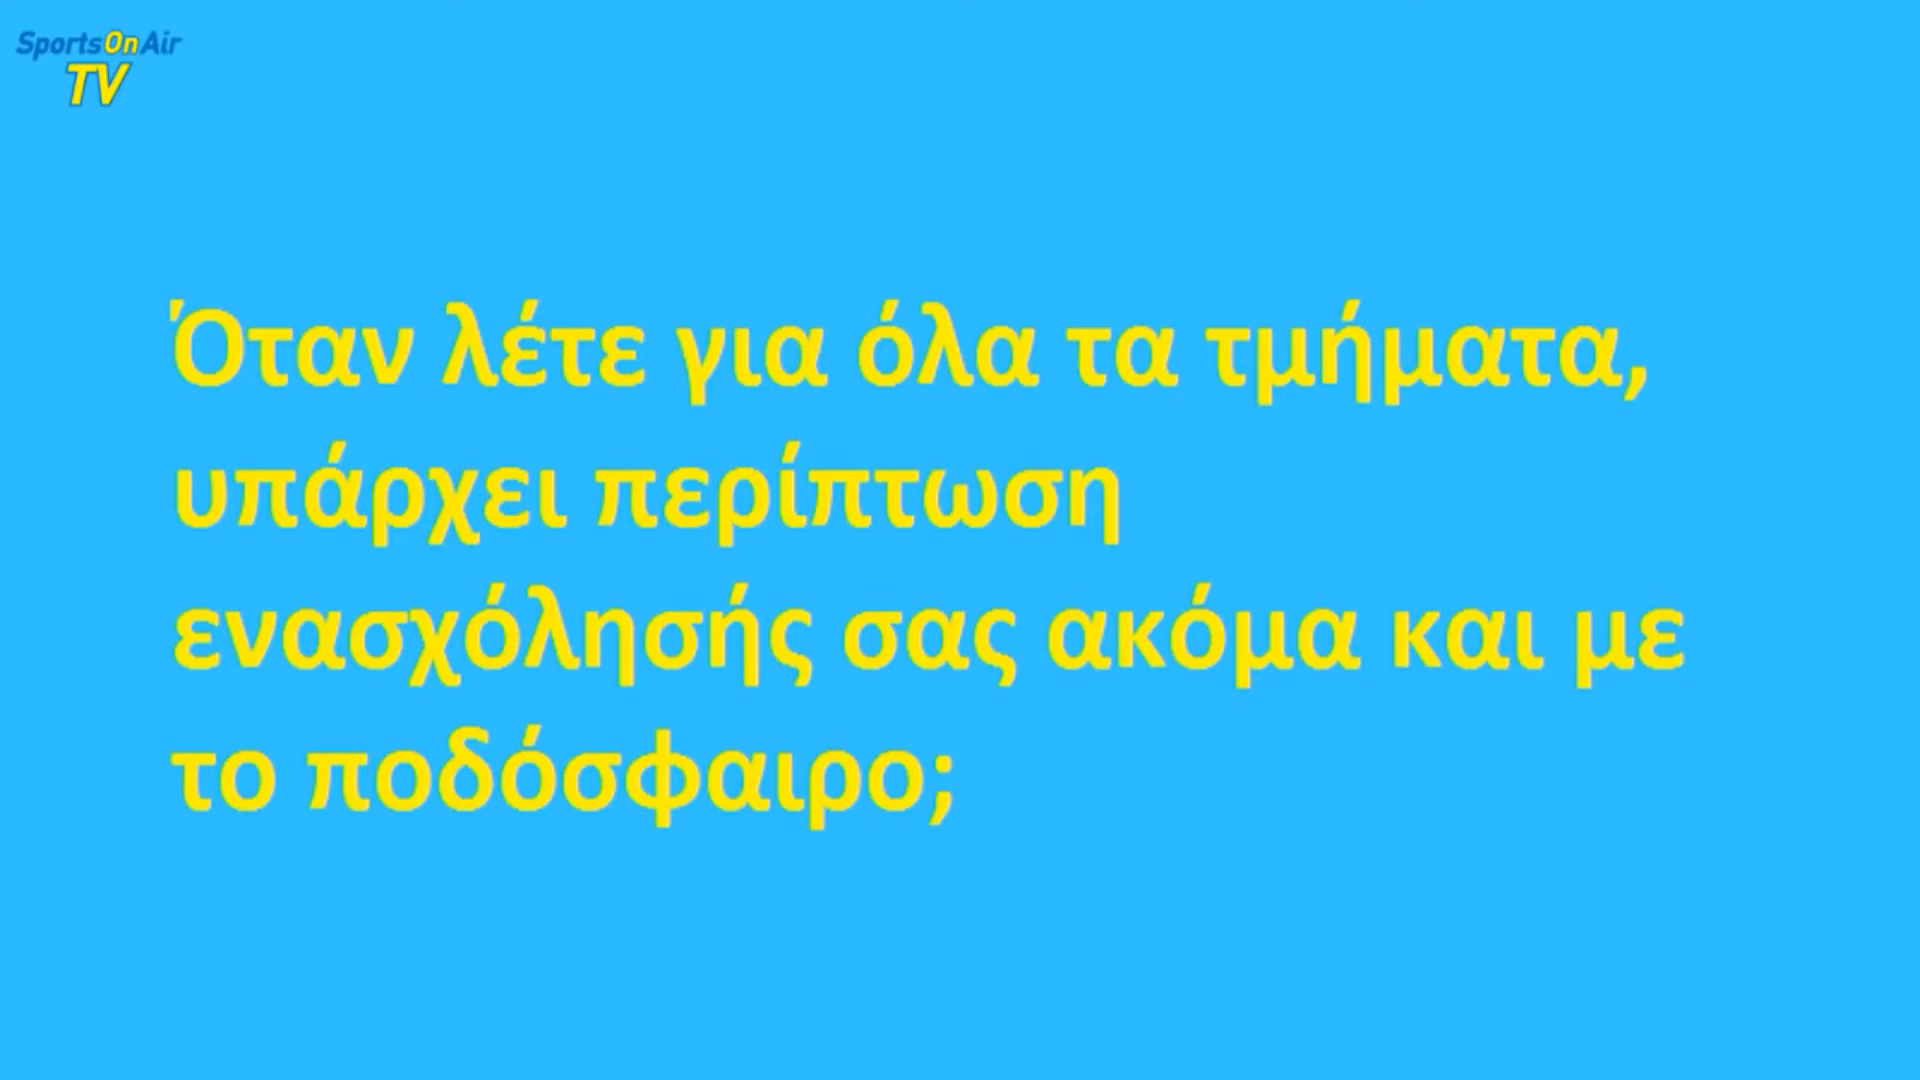 SportsOnAir
TV
Όταν λέτε για όλα τα τμήματα,
υπάρχει περίπτωση
ενασχόλησής σας ακόμα και με
το ποδόσφαιρο;